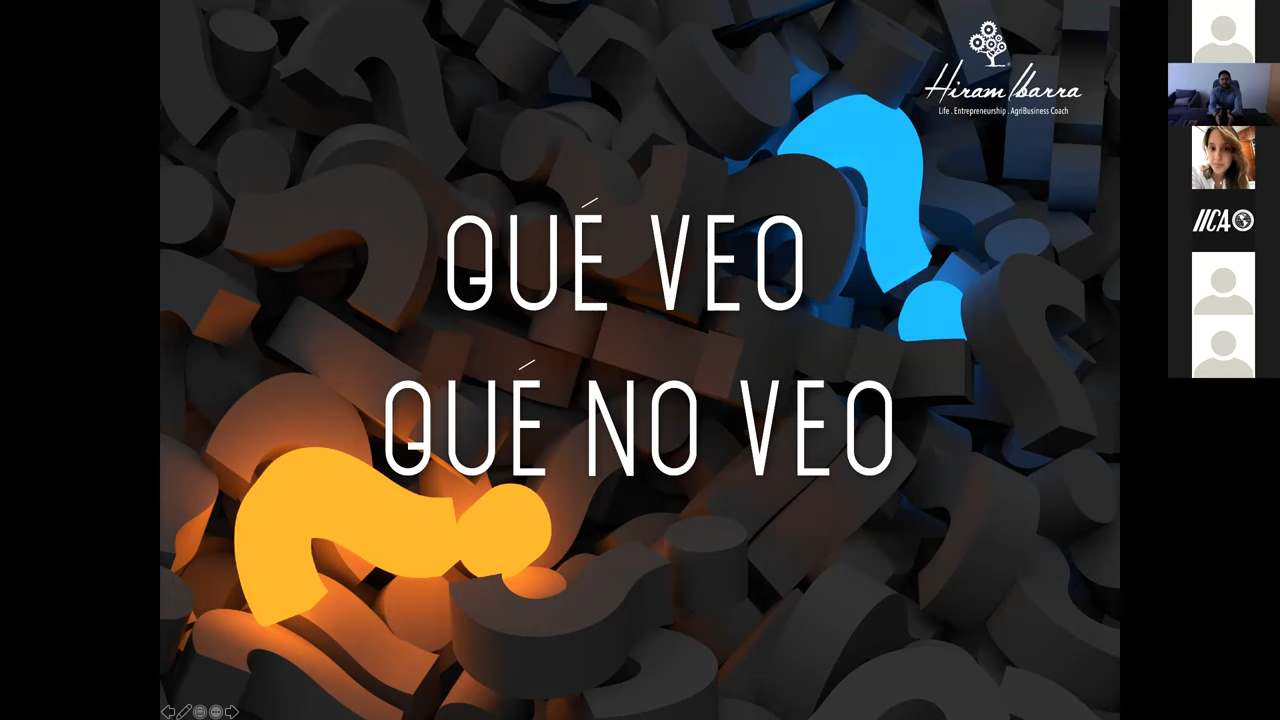 Hiram Ibarra
Life . Entrepreneurship . AgriBusiness Coach
QUÉ VEO
QUÉ NO VEO
IICA